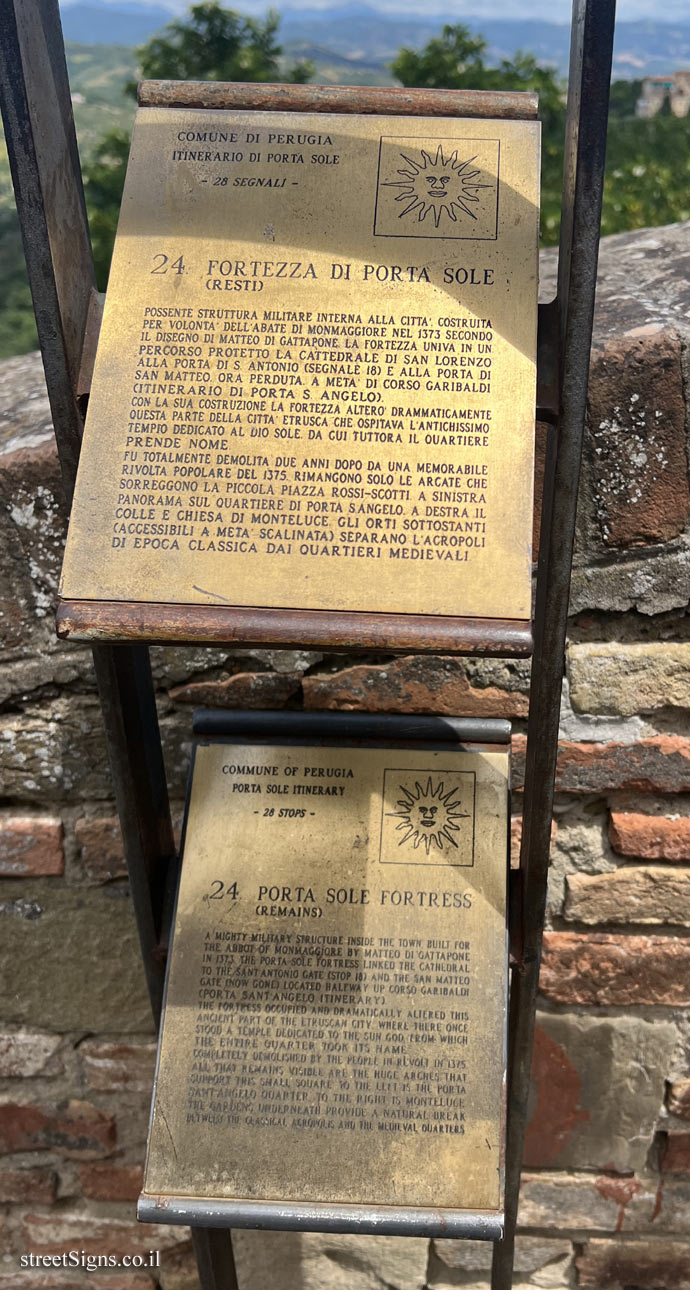 COMUNE DI PERUGIA
ITINERARIO DI PORTA SOLE
- 28 SEGNALI -
24. FORTEZZA DI PORTA SOLE
(RESTI)
POSSENTE STRUTTURA MILITARE INTERNA ALLA CITTA', COSTRUITA
PER VOLONTA' DELL'ABATE DI MONMAGGIORE NEL 1373 SECONDO
IL DISEGNO DI MATTEO DI GATTAPONE. LA FORTEZZA UNIVA IN UN
PERCORSO PROTETTO LA CATTEDRALE DI SAN LORENZO
ALLA PORTA DI S. ANTONIO (SEGNALE 18) E ALLA PORTA DI
SAN MATTEO, ORA PERDUTA, A META' DI CORSO GARIBALDI
(ITINERARIO DI PORTA S. ANGELO).
CON LA SUA COSTRUZIONE LA FORTEZZA ALTERO' DRAMMATICAMENTE
QUESTA PARTE DELLA CITTA' ETRUSCA CHE OSPITAVA L'ANTICHISSIMO
TEMPIO DEDICATO AL DIO SOLE, DA CUI TUTTORA IL QUARTIERE
PRENDE NOME.
FU TOTALMENTE DEMOLITA DUE ANNI DOPO DA UNA MEMORABILE
RIVOLTA POPOLARE DEL 1375. RIMANGONO SOLO LE ARCATE CHE
SORREGGONO LA PICCOLA PIAZZA ROSSI-SCOTTI. A SINISTRA
PANORAMA SUL QUARTIERE DI PORTA S.ANGELO, A DESTRA IL
COLLE E CHIESA DI MONTELUCE. GLI ORTI SOTTOSTANTI
(ACCESSIBILI A META' SCALINATA) SEPARANO L'ACROPOLI
DI EPOCA CLASSICA DAI QUARTIERI MEDIEVALI.
COMMUNE OF PERUGIA
PORTA SOLE ITINERARY
- 28 STOPS -
24. PORTA SOLE FORTRESS
(REMAINS)
A MIGHTY MILITARY STRUCTURE INSIDE THE TOWN BUILT FOR
THE ABBOT OF MONMAGGIORE BY MATTEO DI GATTAPONE
IN 1373. THE PORTA SOLE FORTRESS LINKED THE CATHEDRAL
TO THE SANT'ANTONIO GATE (STOP 18) AND THE SAN MATTEO
GATE (NOW GONE) LOCATED HALFWAY UP CORSO GARIBALDI
(PORTA SANT'ANGELO ITINERARY).
THE FORTRESS OCCUPIED AND DRAMATICALLY ALTERED THIS
ANCIENT PART OF THE ETRUSCAN CITY, WHERE THERE ONCE
STOOD A TEMPLE DEDICATED TO THE SUN GOD FROM WHICH
THE ENTIRE QUARTER TOOK ITS NAME.
COMPLETELY DEMOLISHED BY THE PEOPLE IN REVOLT IN 1375
ALL THAT REMAINS VISIBLE ARE THE HUGE ARCHES THAT
SUPPORT THIS SMALL SQUARE. TO THE LEFT IS THE PORTA
SANT'ANGELO QUARTER, TO THE RIGHT IS MONTELUCE.
THE GARDENS UNDERNEATH PROVIDE A NATURAL BREAK
BETWEEN THE CLASSICAL ACROPOLIS AND THE MEDIEVAL QUARTERS
streetSigns.co.il